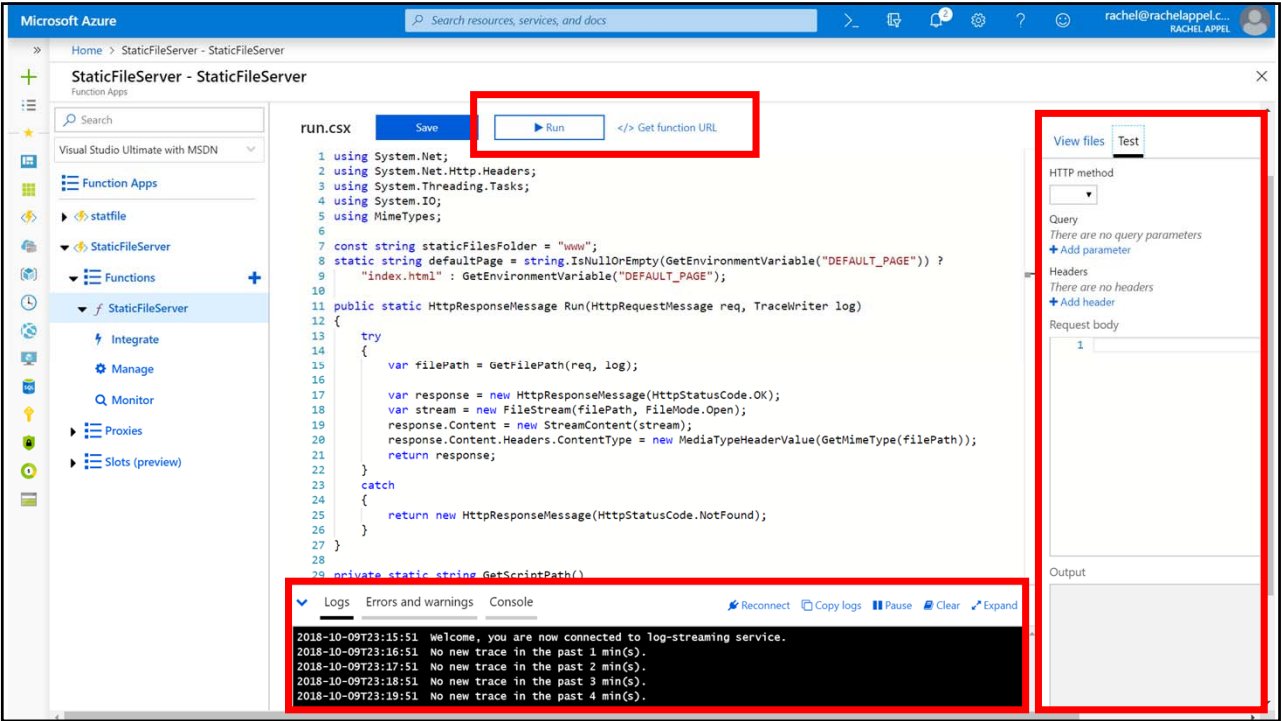 Microsoft Azure
Search resources, services, and docs
2
rachel@rachelappel.c...
RACHEL APPEL
Home > StaticFileServer - StaticFileServer
StaticFileServer - StaticFileServer
Function Apps
Search
Visual Studio Ultimate with MSDN
Function Apps
statfile
StaticFileServer
Functions
StaticFileServer
Integrate
Manage
Monitor
Proxies
Slots (preview)
run.csx
Save
Run
</> Get function URL
1 using System.Net;
2 using System.Net.Http.Headers;
3 using System.Threading.Tasks;
4 using System.IO;
5 using MimeTypes;
6
7 const string staticFilesFolder = "www";
8 static string defaultPage = string.IsNullOrEmpty(GetEnvironmentVariable("DEFAULT_PAGE")) ?
9 "index.html" : GetEnvironmentVariable("DEFAULT_PAGE");
10
11 public static HttpResponseMessage Run(HttpRequestMessage req, TraceWriter log)
12 {
13 try
14 {
15 var filePath = GetFilePath(req, log);
16
17 var response = new HttpResponseMessage(HttpStatusCode.OK);
18 var stream = new FileStream(filePath, FileMode.Open);
19 response.Content = new StreamContent(stream);
20 response.Content.Headers.ContentType = new MediaTypeHeaderValue(GetMimeType(filePath));
21 return response;
22 }
23 catch
24 {
25 return new HttpResponseMessage(HttpStatusCode.NotFound);
26 }
27 }
28
29 private static string GetScriptPath()
Logs Errors and warnings Console
Reconnect Copy logs Pause Clear Expand
2018-10-09T23:15:51 Welcome, you are now connected to log-streaming service.
2018-10-09T23:16:51 No new trace in the past 1 min(s).
2018-10-09T23:17:51 No new trace in the past 2 min(s).
2018-10-09T23:18:51 No new trace in the past 3 min(s).
2018-10-09T23:19:51 No new trace in the past 4 min(s).
View files Test
HTTP method
Query
There are no query parameters
Add parameter
Headers
There are no headers
Add header
Request body
1
Output